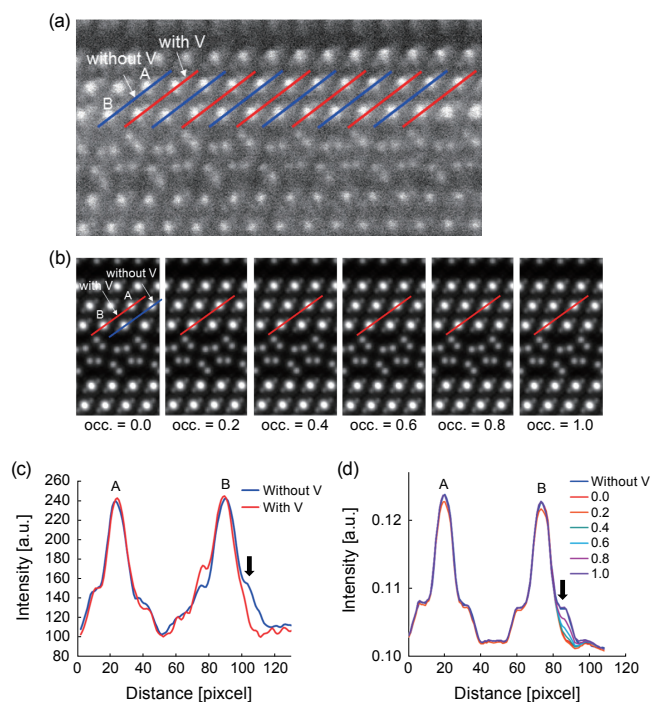 (a)
with V
without V
A
B
(b)
without V
with V
A
B
occ. = 0.0
occ. = 0.2
occ. = 0.4
occ. = 0.6
occ. = 0.8
occ. = 1.0
(c)
260
240
220
200
180
160
140
120
100
80
0 20 40 60 80 100 120
Intensity [a.u.]
Distance [pixcel]
A
B
Without V
With V
(d)
0.12
0.11
0.10
0 20 40 60 80 100 120
Intensity [a.u.]
Distance [pixcel]
A
B
Without V
0.0
0.2
0.4
0.6
0.8
1.0